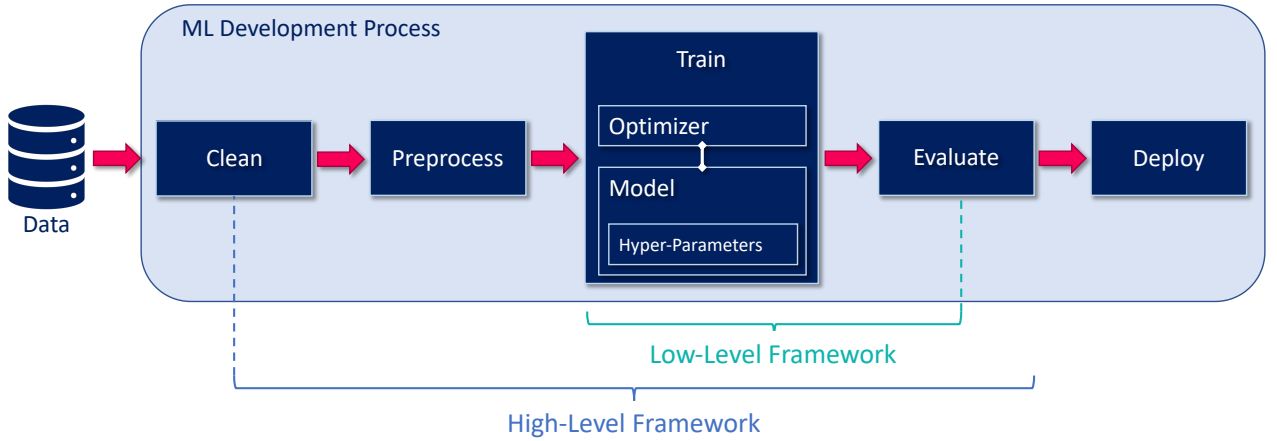 ML Development Process
Data
Clean
Preprocess
Train
Optimizer
Model
Hyper-Parameters
Evaluate
Deploy
Low-Level Framework
High-Level Framework